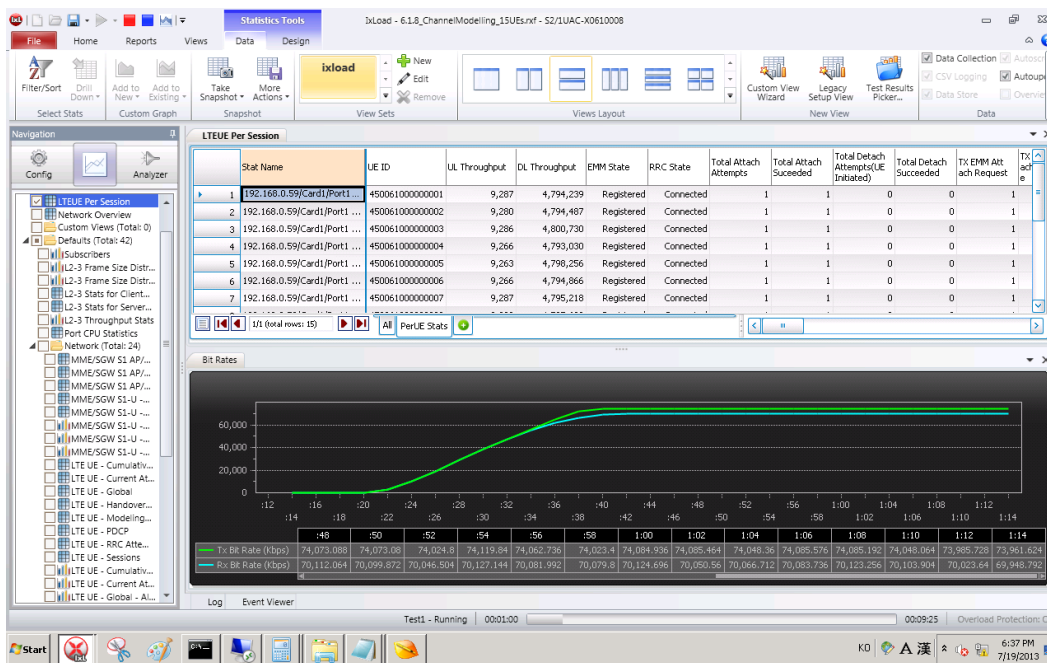 IxLoad - 6.1.8_ChannelModelling_15UEs.rxf - S2/1UAC-X0610008
Statistics Tools
File Home Reports Views Data Design
Filter/Sort
Drill Down
Add to New
Add to Existing
Take Snapshot
More Actions
ixload
New
Edit
Remove
Custom View Wizard
Legacy Setup View
Test Results Picker...
Data Collection
CSV Logging
Data Store
Select Stats
Custom Graph
Snapshot
View Sets
Views Layout
New View
Data
Navigation
Config
Analyzer
LTEUE Per Session
Network Overview
Custom Views (Total: 0)
Defaults (Total: 42)
Subscribers
L2-3 Frame Size Distr...
L2-3 Frame Size Distr...
L2-3 Stats for Client...
L2-3 Stats for Server...
L2-3 Throughput Stats
Port CPU Statistics
Network (Total: 24)
MME/SGW S1 AP/...
MME/SGW S1 AP/...
MME/SGW S1 AP/...
MME/SGW S1-U -...
MME/SGW S1-U -...
MME/SGW S1-U -...
MME/SGW S1-U -...
MME/SGW S1-U -...
LTE UE - Cumulativ...
LTE UE - Current At...
LTE UE - Global
LTE UE - Handover...
LTE UE - Modeling...
LTE UE - PDCP
LTE UE - RRC Atte...
LTE UE - Sessions
LTE UE - Cumulativ...
LTE UE - Current At...
LTE UE - Global - Al...
LTEUE Per Session
Stat Name UE ID UL Throughput DL Throughput EMM State RRC State Total Attach Attempts Total Attach Suceeded Total Detach Attempts(UE Initiated) Total Detach Succeeded TX EMM Att ach Request
1 192.168.0.59/Card1/Port1... 450061000000001 9,287 4,794,239 Registered Connected 1 1 0 0 1
2 192.168.0.59/Card1/Port1 ... 450061000000002 9,280 4,794,487 Registered Connected 1 1 0 0 1
3 192.168.0.59/Card1/Port1 ... 450061000000003 9,286 4,800,730 Registered Connected 1 1 0 0 1
4 192.168.0.59/Card1/Port1 ... 450061000000004 9,266 4,793,030 Registered Connected 1 1 0 0 1
5 192.168.0.59/Card1/Port1 ... 450061000000005 9,263 4,798,256 Registered Connected 1 1 0 0 1
6 192.168.0.59/Card1/Port1 ... 450061000000006 9,266 4,794,866 Registered Connected 1 1 0 0 1
7 192.168.0.59/Card1/Port1 ... 450061000000007 9,287 4,795,218 Registered Connected 1 1 0 0 1
1/1 (total rows: 15)
All PerUE Stats
Bit Rates
60,000
40,000
20,000
0
:12 :16 :20 :24 :28 :32 :36 :40 :44 :48 :52 :56 1:00 1:04 1:08 1:12
:14 :18 :22 :26 :30 :34 :38 :42 :46 :50 :54 :58 1:02 1:06 1:10 1:14
:48 :50 :52 :54 :56 :58 1:00 1:02 1:04 1:06 1:08 1:10 1:12 1:14
Tx Bit Rate (Kbps) 74,073.088 74,073.08 74,024.8 74,119.84 74,062.736 74,023.4 74,084.936 74,085.464 74,048.36 74,085.576 74,085.192 74,048.064 73,985.728 73,961.624
Rx Bit Rate (Kbps) 70,112.064 70,099.872 70,046.504 70,127.144 70,081.992 70,079.8 70,124.696 70,050.56 70,066.712 70,083.736 70,123.256 70,103.904 70,023.64 69,948.792
Log Event Viewer
Test1 - Running 00:01:00 00:09:25 Overload Protection:
Start
KO A 漢
6:37 PM
7/19/2013